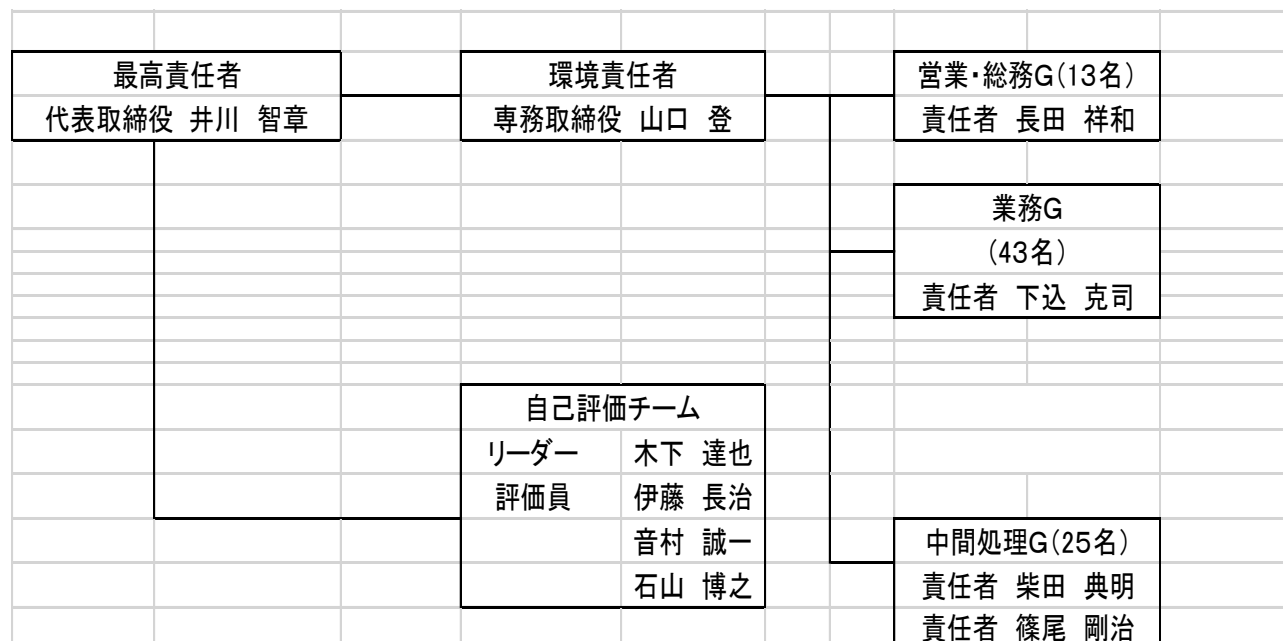 最高責任者
代表取締役 井川 智章
環境責任者
専務取締役 山口 登
営業・総務G(13名)
責任者 長田 祥和
業務G
(43名)
責任者 下込 克司
自己評価チーム
リーダー 木下 達也
評価員 伊藤 長治
音村 誠一
石山 博之
中間処理G(25名)
責任者 柴田 典明
責任者 篠尾 剛治